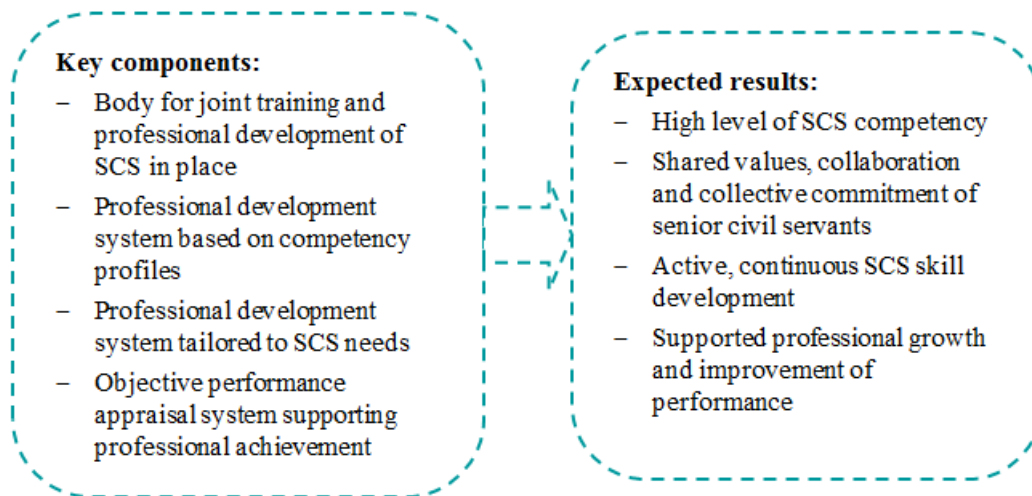 Key components:
– Body for joint training and
professional development of
SCS in place
– Professional development
system based on competency
profiles
– Professional development
system tailored to SCS needs
– Objective performance
appraisal system supporting
professional achievement
Expected results:
– High level of SCS competency
– Shared values, collaboration
and collective commitment of
senior civil servants
– Active, continuous SCS skill
development
– Supported professional growth
and improvement of
performance